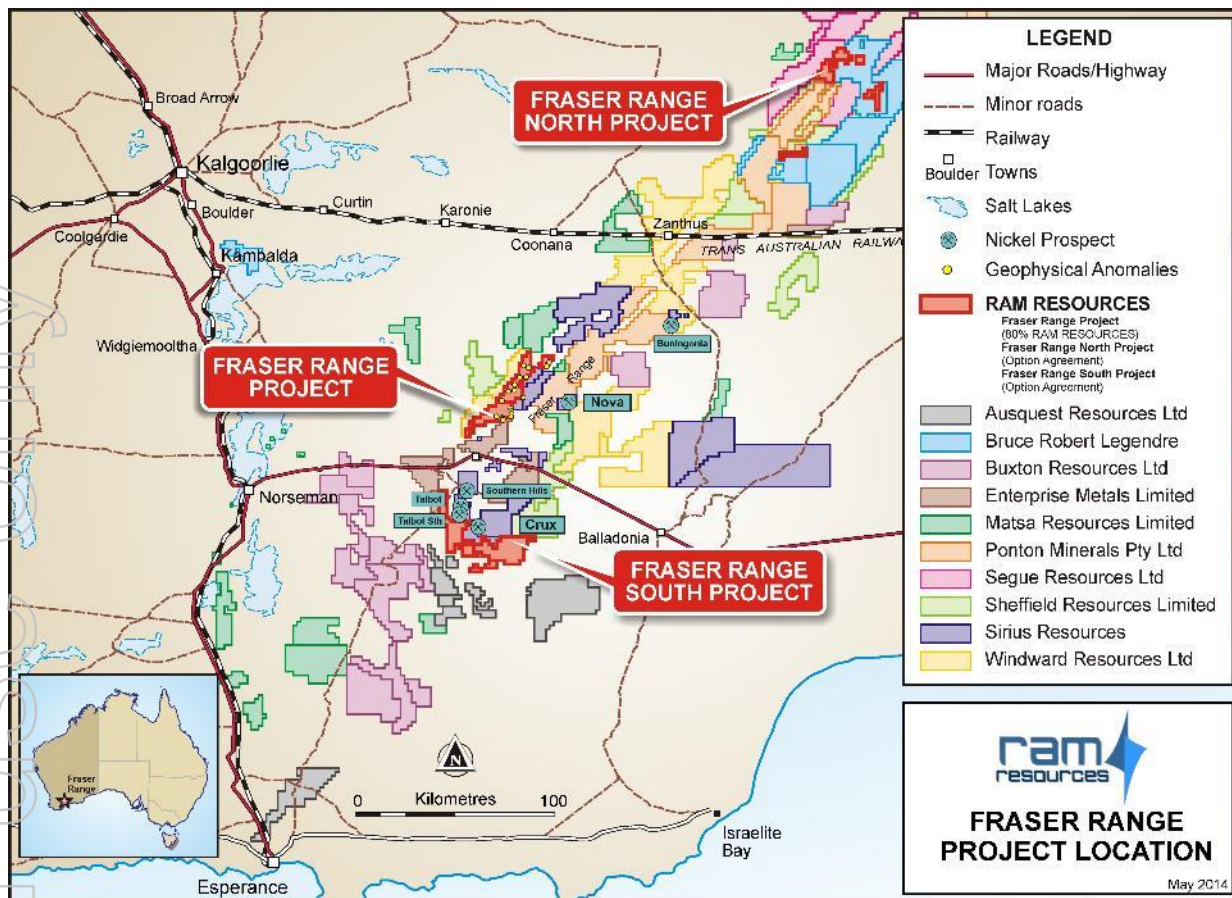 FRASER RANGE
NORTH PROJECT
Broad Arrow
Kalgoorlie
Boulder
Coolgardie
Curtin
Karonie
Coonana
Zanthus
TRANS AUSTRALIAN RAILWA
Kambalda
Widgiemooltha
Buningonia
FRASER RANGE
PROJECT
Fraser Range
Nova
Norseman
Talbot
Southern Hills
Talbot Sth
Crux
Balladonia
FRASER RANGE
SOUTH PROJECT
Fraser
Range
N
Kilometres
0 100
Israelite
Bay
Esperance
LEGEND
Major Roads/Highway
Minor roads
Railway
Boulder Towns
Salt Lakes
Nickel Prospect
Geophysical Anomalies
RAM RESOURCES
Fraser Range Project
(80% RAM RESOURCES)
Fraser Range North Project
(Option Agreement)
Fraser Range South Project
(Option Agreement)
Ausquest Resources Ltd
Bruce Robert Legendre
Buxton Resources Ltd
Enterprise Metals Limited
Matsa Resources Limited
Ponton Minerals Pty Ltd
Segue Resources Ltd
Sheffield Resources Limited
Sirius Resources
Windward Resources Ltd
ram
resources
FRASER RANGE
PROJECT LOCATION
May 2014